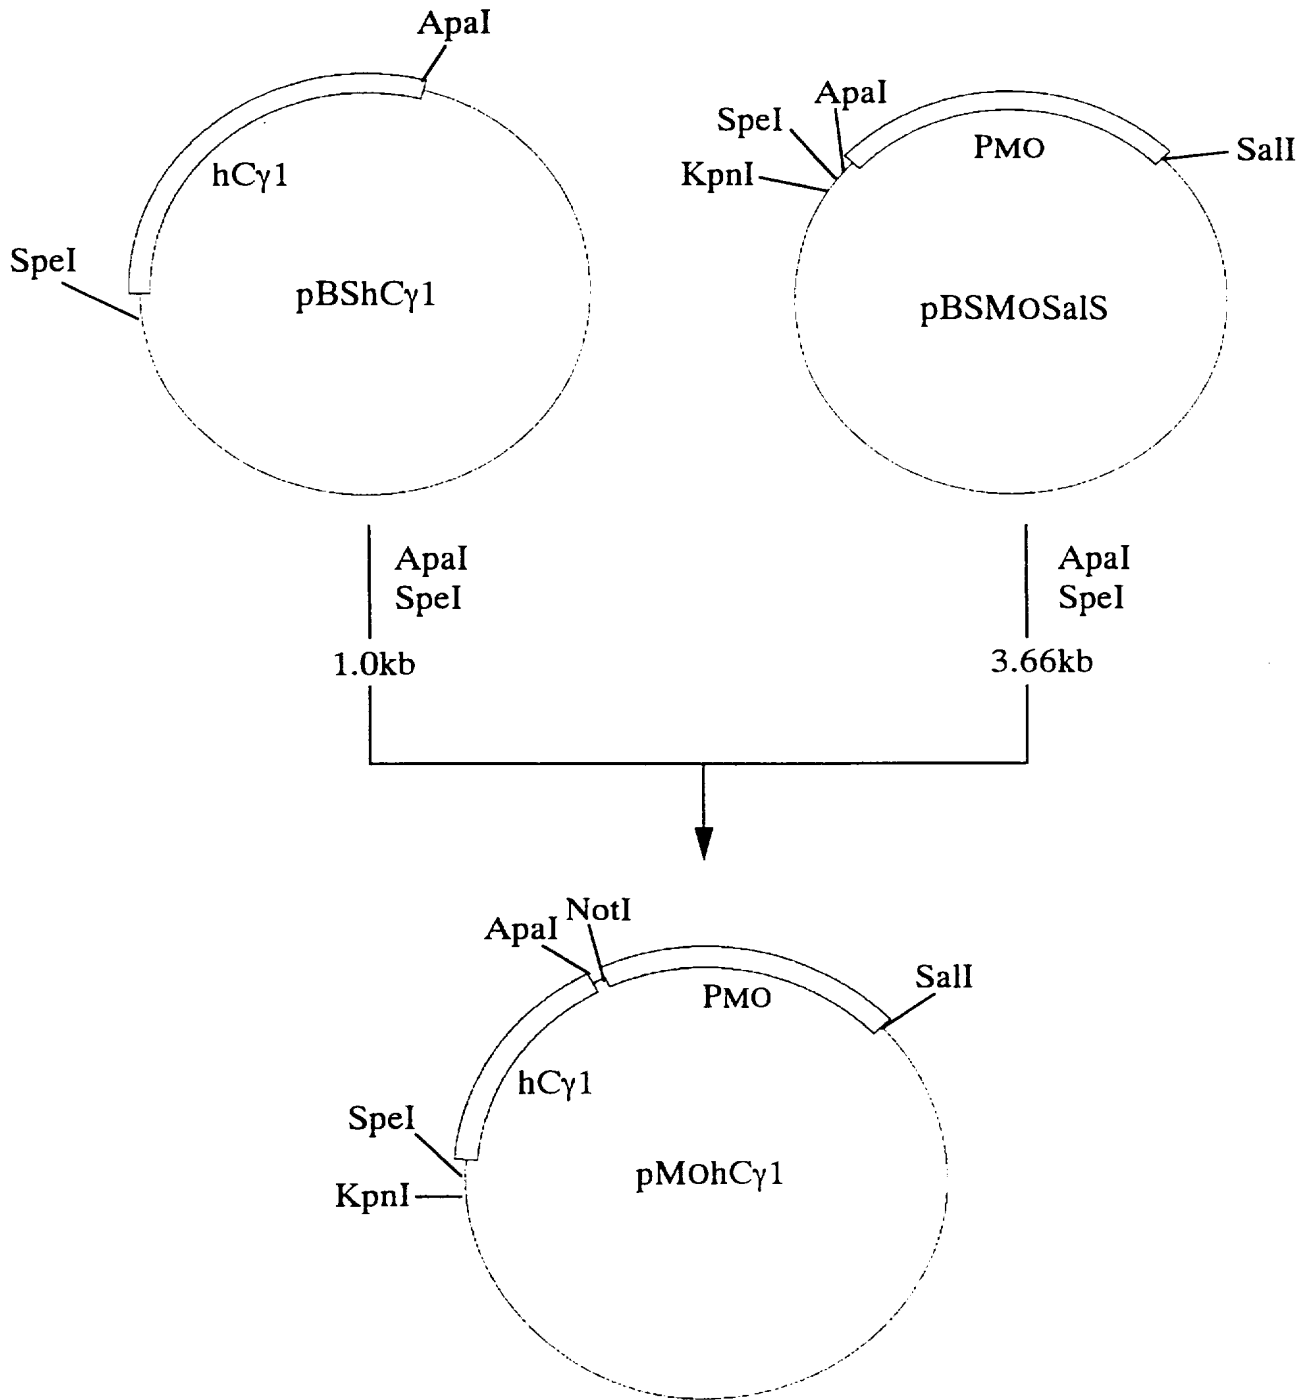 ApaI
hCγ1
SpeI
pBShCγ1
ApaI
SpeI
KpnI
PMO
SalI
pBSMOSalS
ApaI
SpeI
1.0kb
ApaI
SpeI
3.66kb
NotI
ApaI
PMO
SalI
hCγ1
SpeI
KpnI
pMOhCγ1